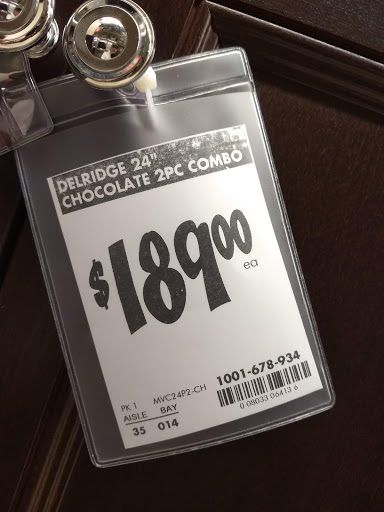 DELRIDGE 24"
CHOCOLATE 2PC COMBO
$189.00
ea
1001-678-934
PK 1 MVC24P2-CH
AISLE BAY
35 014
0 08033 06413 6